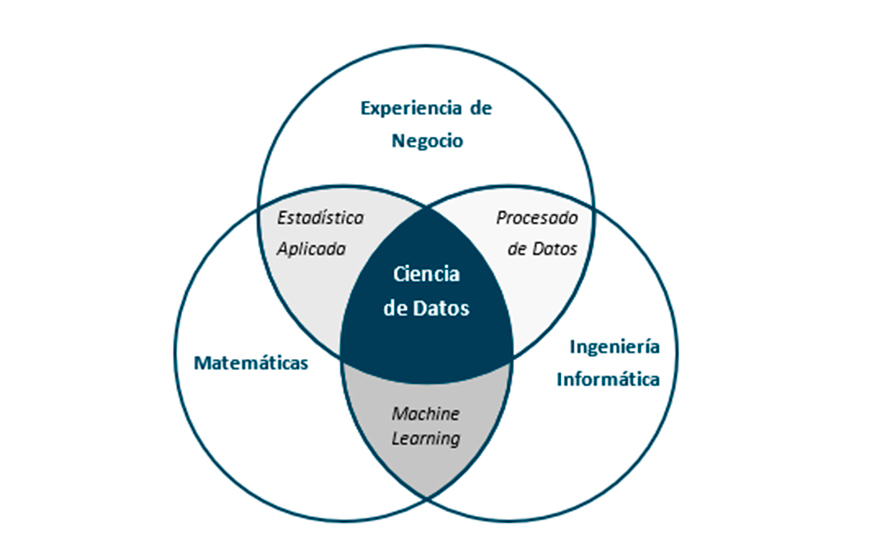 Experiencia de
Negocio
Estadística
Aplicada
Procesado
de Datos
Ciencia
de Datos
Matemáticas
Ingeniería
Informática
Machine
Learning